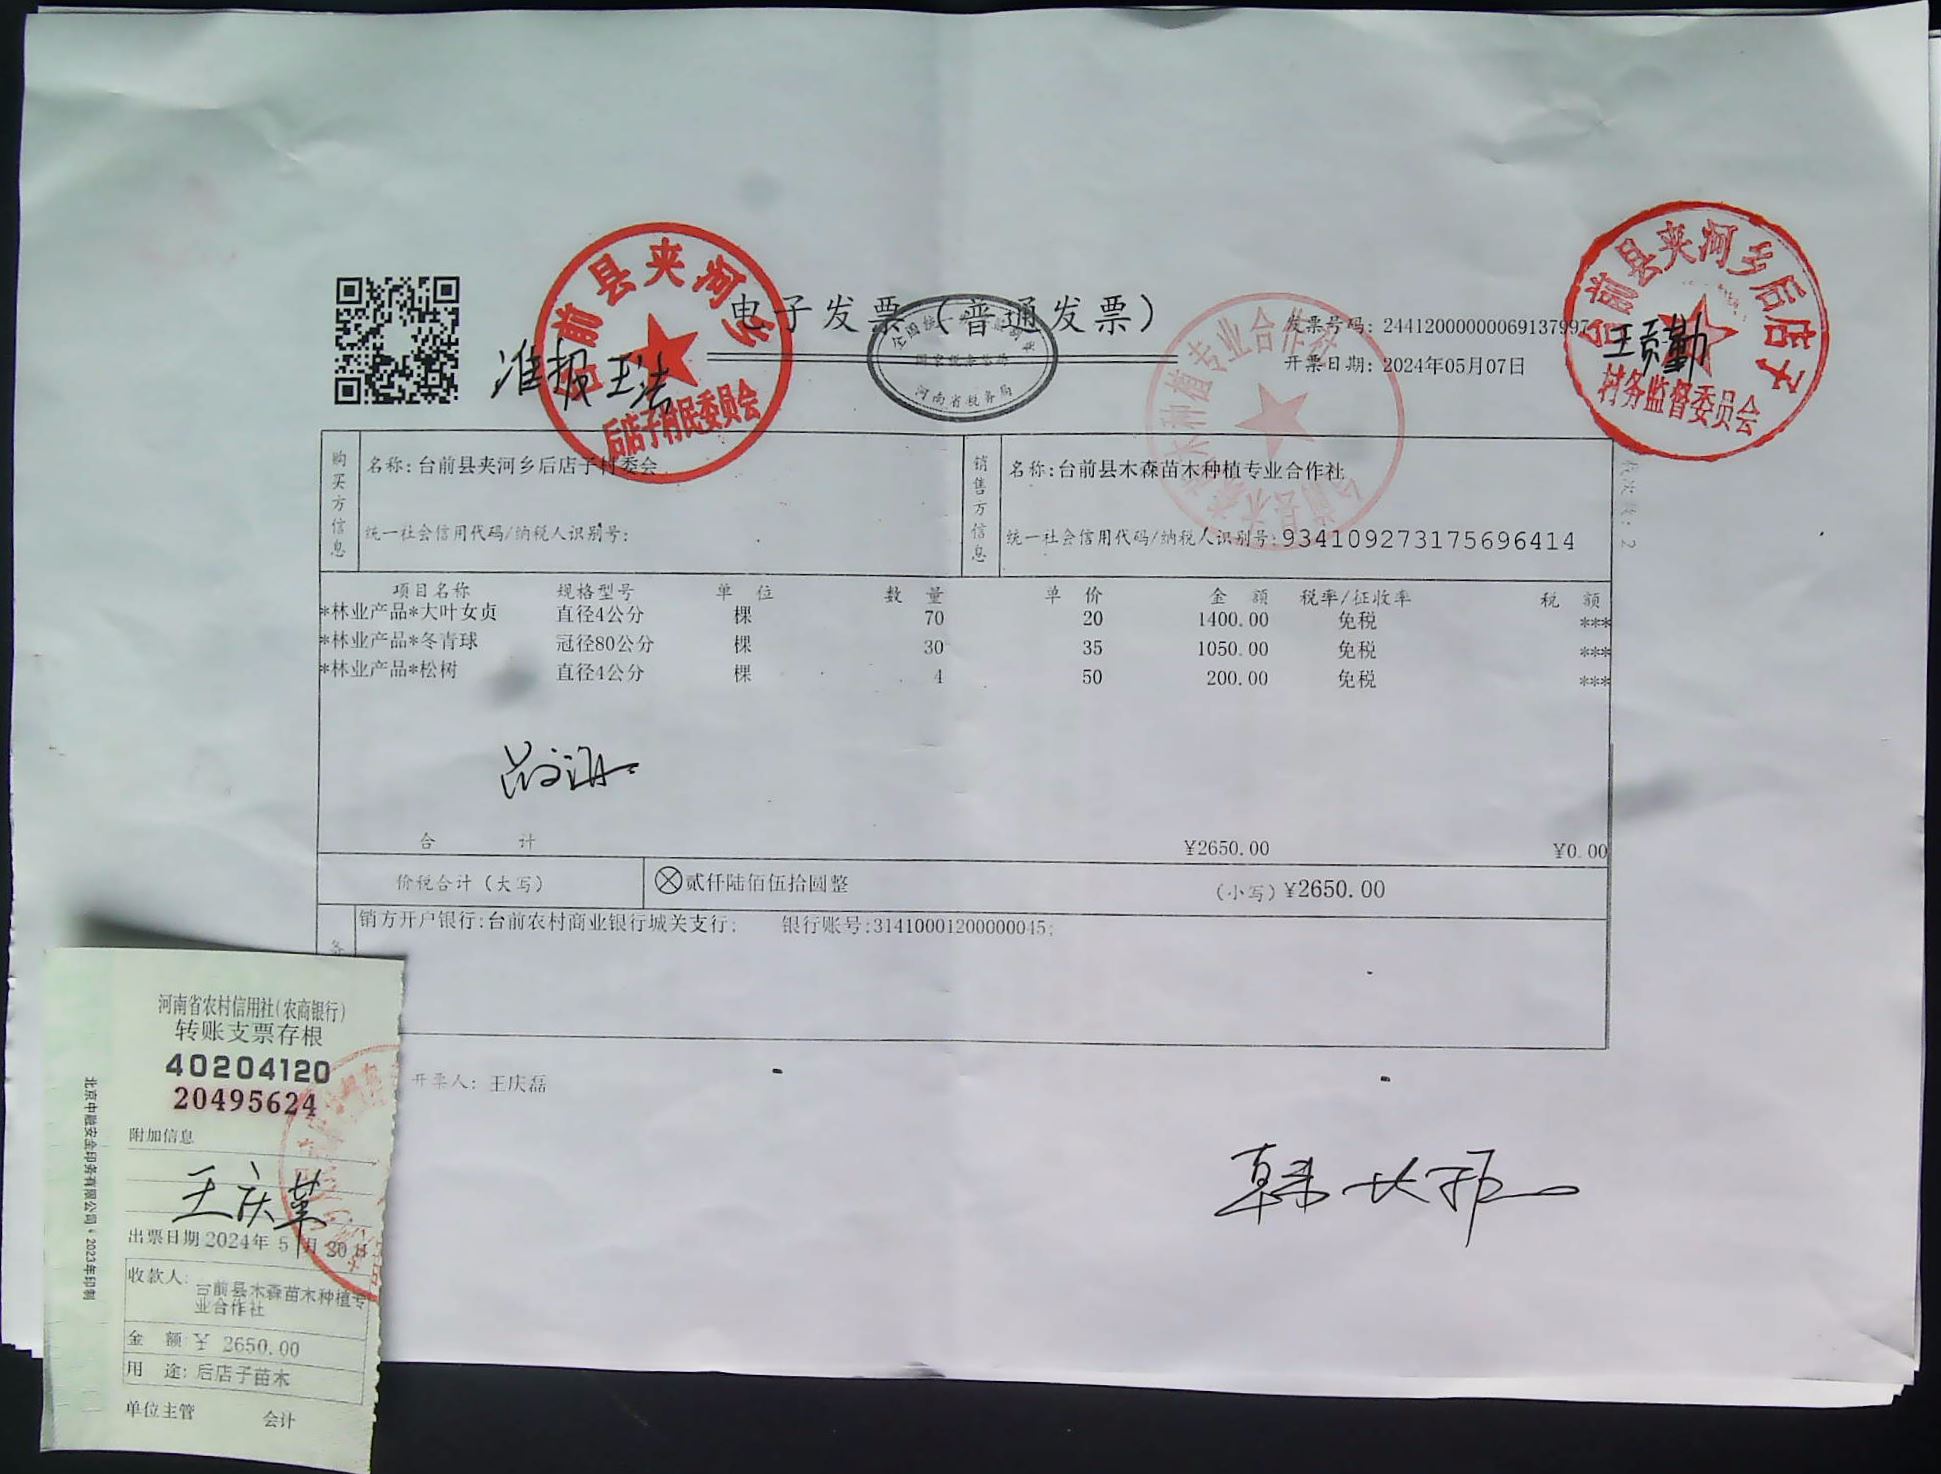 电子发票（普通发票）
发票号码: 24412000000069137997
开票日期: 2024年05月07日
台前县夹河乡
后店子村民委员会
准报 王法
河南省税务局
台前县夹河乡后店子
村务监督委员会
购买方信息
名称: 台前县夹河乡后店子村委会
统一社会信用代码/纳税人识别号:
销售方信息
名称: 台前县木森苗木种植专业合作社
统一社会信用代码/纳税人识别号: 934109273175696414
项目名称 规格型号 单位 数量 单价 金额 税率/征收率 税额
*林业产品*大叶女贞 直径4公分 棵 70 20 1400.00 免税 ***
*林业产品*冬青球 冠径80公分 棵 30 35 1050.00 免税 ***
*林业产品*松树 直径4公分 棵 4 50 200.00 免税 ***
合计 ¥2650.00 ¥0.00
价税合计（大写） ⊗贰仟陆佰伍拾圆整 （小写）¥2650.00
销方开户银行:台前农村商业银行城关支行; 银行账号:31410001200000045;
开票人: 王庆磊
河南省农村信用社(农商银行)
转账支票存根
40204120
20495624
附加信息
出票日期 2024年 5月 20日
收款人: 台前县木森苗木种植专
业合作社
金 额: ¥ 2650.00
用 途: 后店子苗木
单位主管 会计
北京中融安全印务有限公司·2023年印制